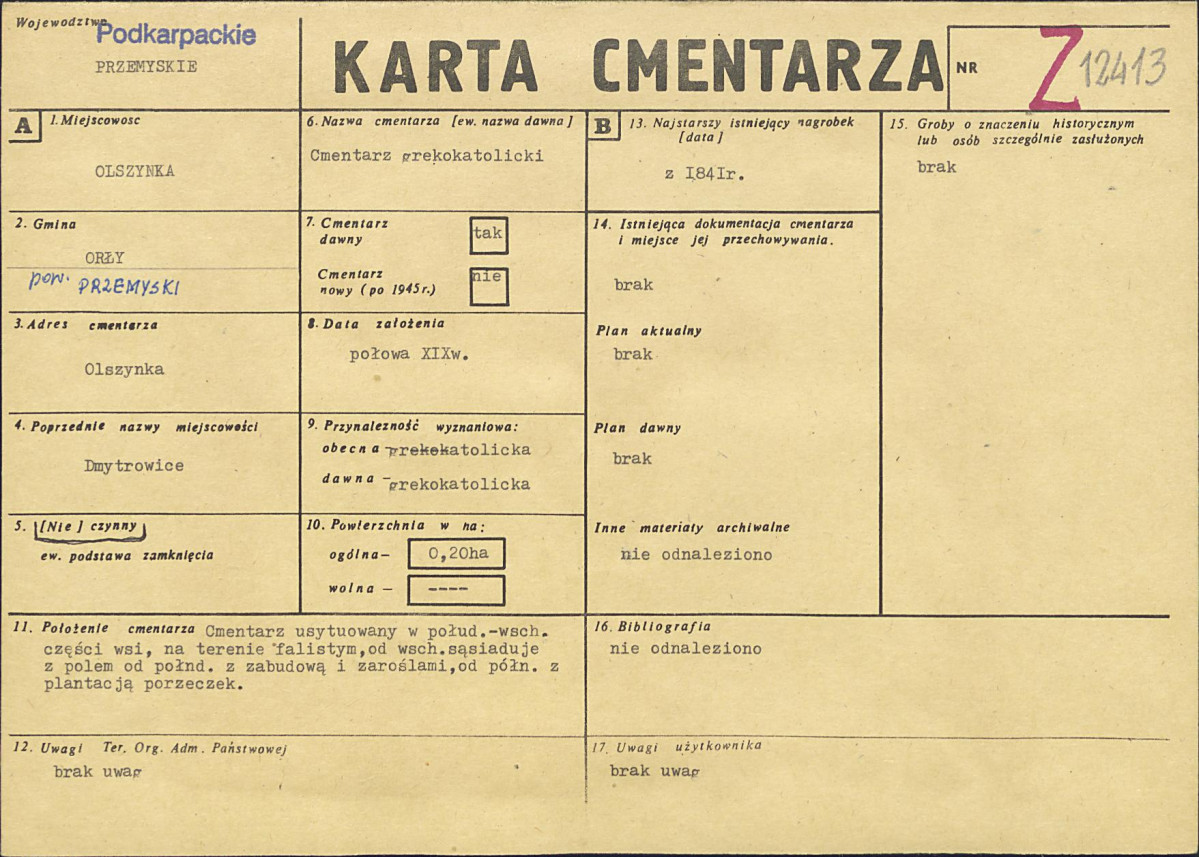 Województwo
Podkarpackie
PRZEMYSKIE
KARTA CMENTARZA
NR
Z 12413
A
1. Miejscowosc
OLSZYNKA
2. Gmina
ORŁY
pow. PRZEMYSKI
3. Adres cmentarza
Olszynka
4. Poprzednie nazwy miejscowości
Dmytrowice
5. [Nie] czynny
ew. podstawa zamknięcia
6. Nazwa cmentarza [ew. nazwa dawna]
Cmentarz grekokatolicki
7. Cmentarz
dawny
tak
Cmentarz
nowy (po 1945r.)
nie
8. Data założenia
połowa XIXw.
9. Przynależność wyznaniowa:
obecna - grekokatolicka
dawna - grekokatolicka
10. Powierzchnia w ha:
ogólna – 0,20ha
wolna – ----
B
13. Najstarszy istniejący nagrobek
[data]
z I84Ir.
14. Istniejąca dokumentacja cmentarza
i miejsce jej przechowywania.
brak
Plan aktualny
brak
Plan dawny
brak
Inne materiały archiwalne
nie odnaleziono
15. Groby o znaczeniu historycznym
lub osób szczególnie zasłużonych
brak
11. Położenie cmentarza Cmentarz usytuowany w połud.-wsch.
części wsi, na terenie falistym,od wsch.sąsiaduje
z polem od połnd. z zabudową i zaroślami,od półn. z
plantacją porzeczek.
12. Uwagi Ter. Org. Adm. Państwowej
brak uwag
16. Bibliografia
nie odnaleziono
17. Uwagi użytkownika
brak uwag